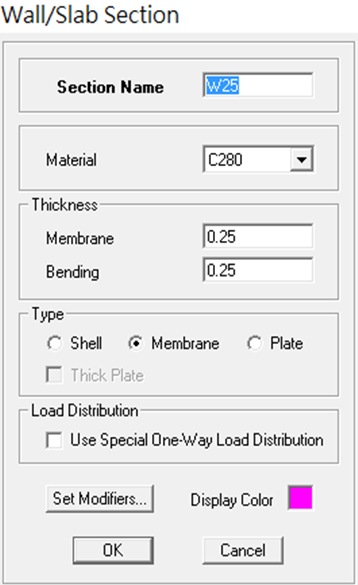 Wall/Slab Section
Section Name W25
Material C280
Thickness
Membrane 0.25
Bending 0.25
Type
Shell Membrane Plate
Thick Plate
Load Distribution
Use Special One-Way Load Distribution
Set Modifiers... Display Color
OK Cancel